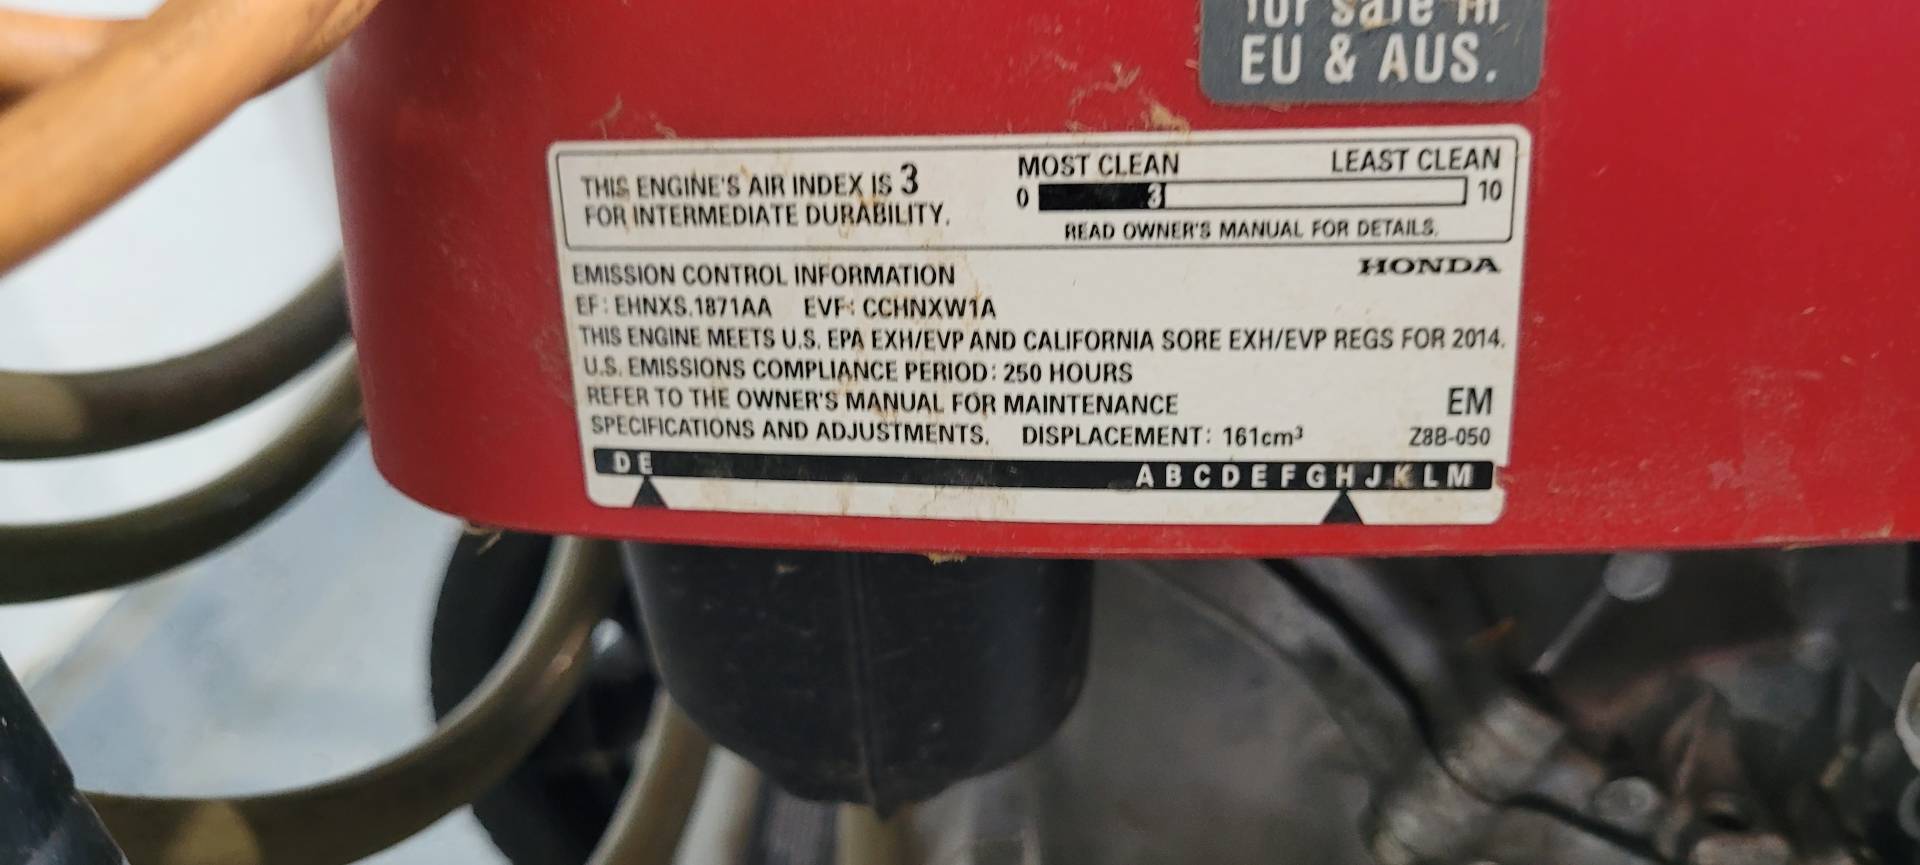 for sale in
EU & AUS.
THIS ENGINE'S AIR INDEX IS 3
FOR INTERMEDIATE DURABILITY.
MOST CLEAN LEAST CLEAN
0 3 10
READ OWNER'S MANUAL FOR DETAILS.
EMISSION CONTROL INFORMATION
HONDA
EF: EHNXS.1871AA EVF: CCHNXW1A
THIS ENGINE MEETS U.S. EPA EXH/EVP AND CALIFORNIA SORE EXH/EVP REGS FOR 2014.
U.S. EMISSIONS COMPLIANCE PERIOD: 250 HOURS
REFER TO THE OWNER'S MANUAL FOR MAINTENANCE
EM
SPECIFICATIONS AND ADJUSTMENTS. DISPLACEMENT: 161cm³
Z8B-050
D E A B C D E F G H J K L M